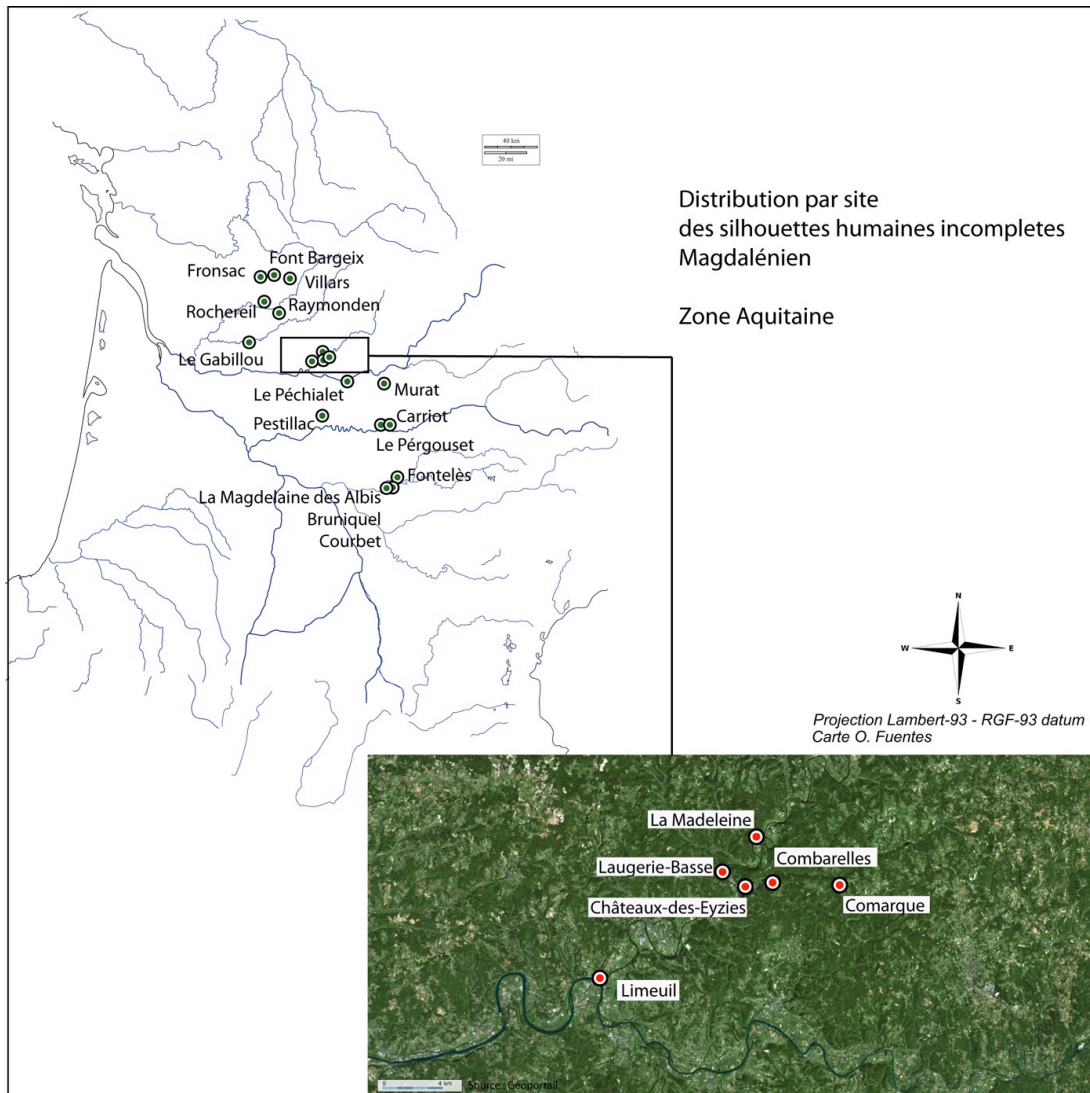 40 km
20 mi
Distribution par site
des silhouettes humaines incompletes
Magdalénien
Zone Aquitaine
Font Bargeix
Fronsac
Villars
Rochereil
Raymonden
Le Gabillou
Le Péchialet
Murat
Pestillac
Carriot
Le Pérgouset
Fontelès
La Magdelaine des Albis
Bruniquel
Courbet
N
W
E
S
Projection Lambert-93 - RGF-93 datum
Carte O. Fuentes
La Madeleine
Laugerie-Basse
Combarelles
Châteaux-des-Eyzies
Comarque
Limeuil
0 4 km
Source : Géoportail